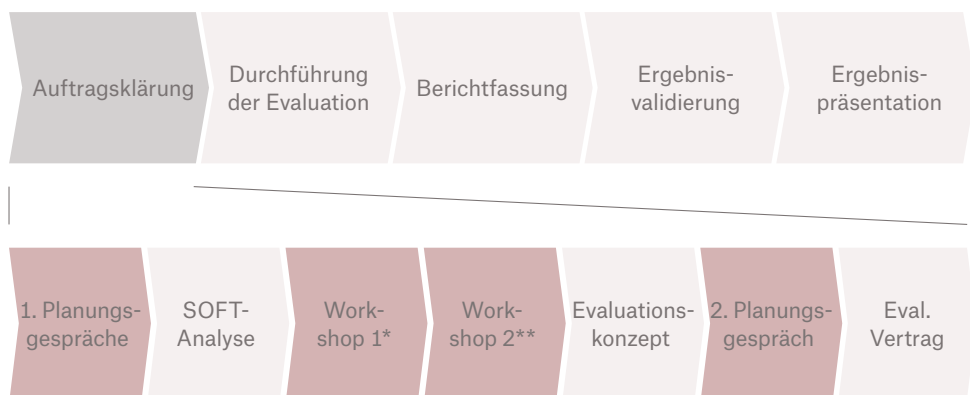 Auftragsklärung
Durchführung
der Evaluation
Berichtfassung
Ergebnis-
validierung
Ergebnis-
präsentation
1. Planungs-
gespräche
SOFT-
Analyse
Work-
shop 1*
Work-
shop 2**
Evaluations-
konzept
2. Planungs-
gespräch
Eval.
Vertrag